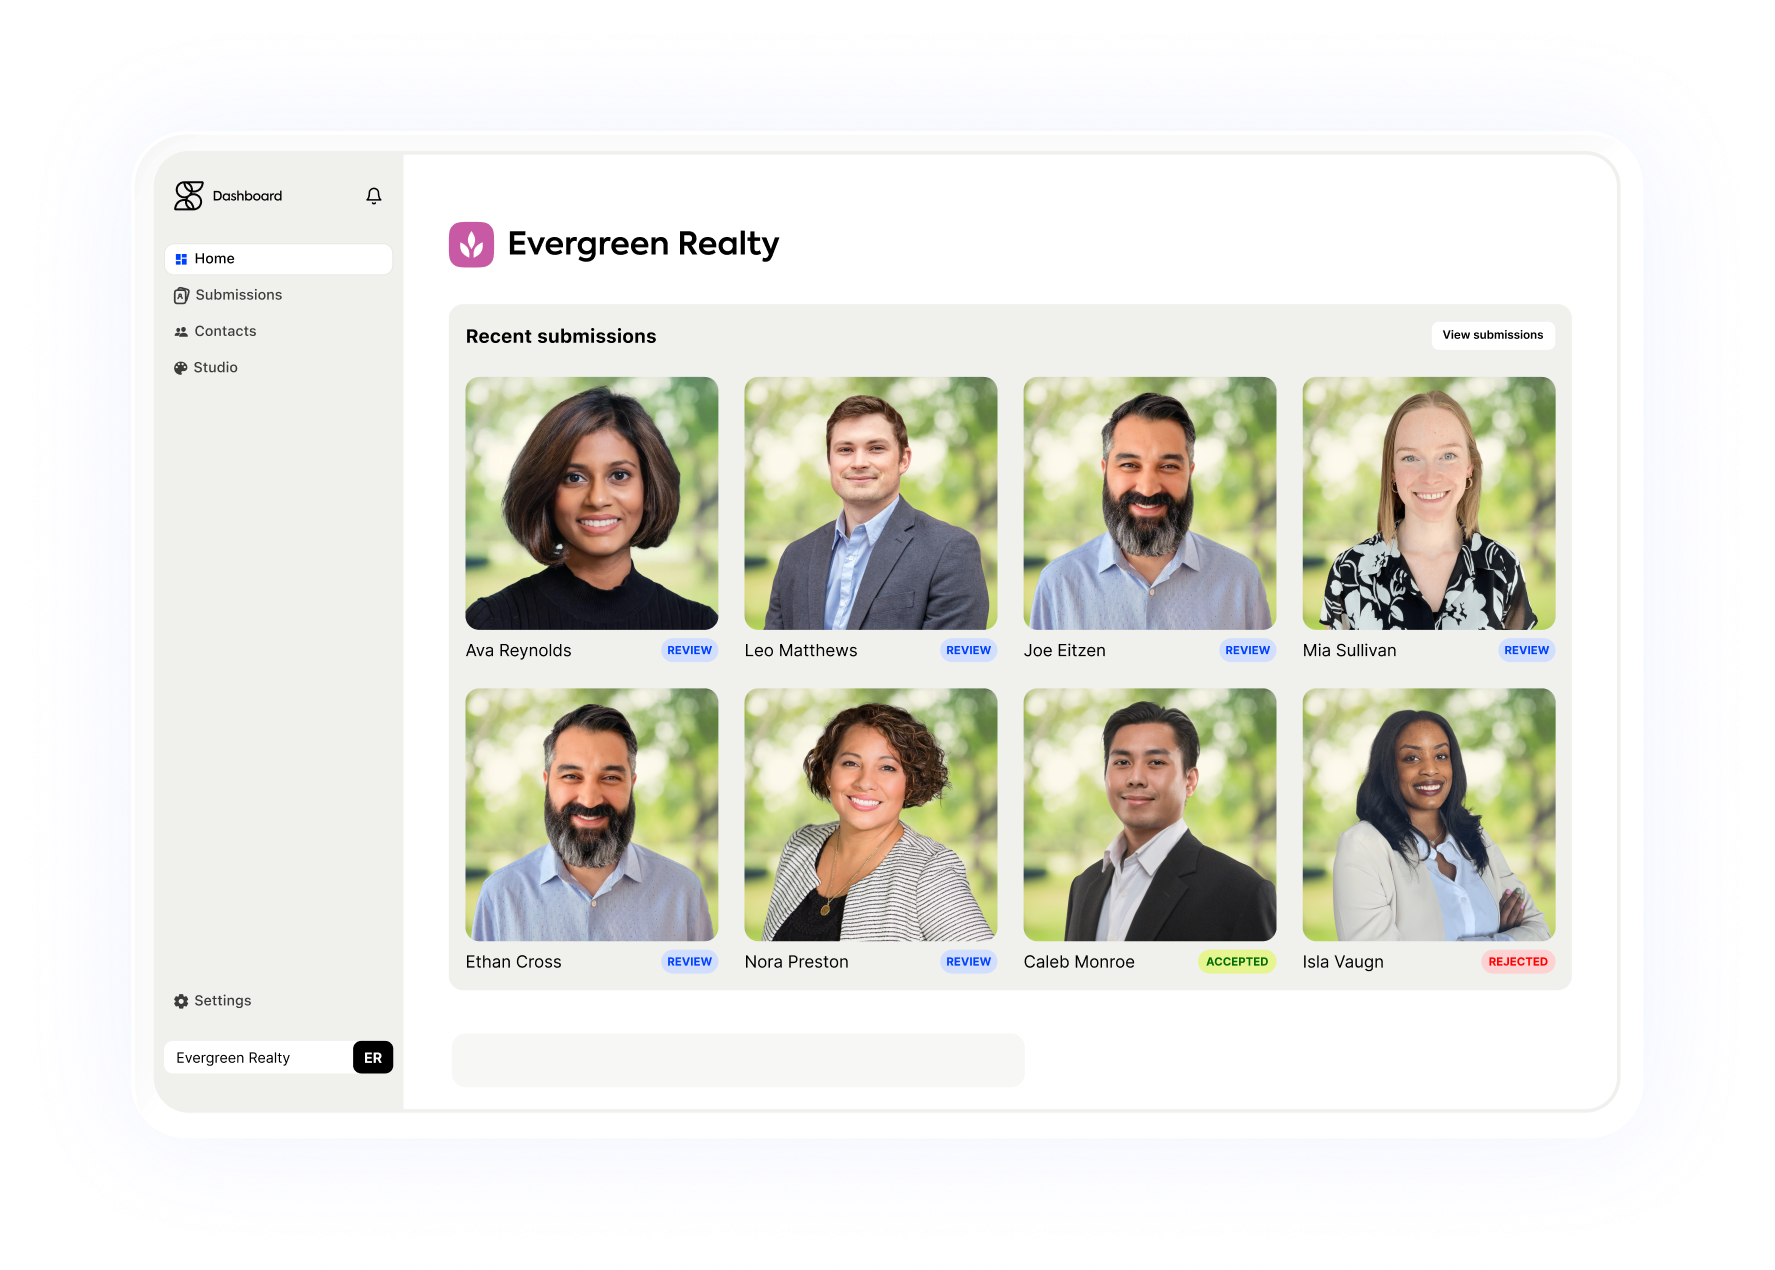 Dashboard
Home
Submissions
Contacts
Studio
Settings
Evergreen Realty
ER
Evergreen Realty
Recent submissions
View submissions
Ava Reynolds
REVIEW
Leo Matthews
REVIEW
Joe Eitzen
REVIEW
Mia Sullivan
REVIEW
Ethan Cross
REVIEW
Nora Preston
REVIEW
Caleb Monroe
ACCEPTED
Isla Vaugn
REJECTED